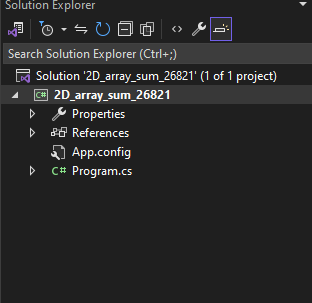 Solution Explorer
Search Solution Explorer (Ctrl+;)
Solution '2D_array_sum_26821' (1 of 1 project)
C# 2D_array_sum_26821
Properties
References
App.config
C# Program.cs